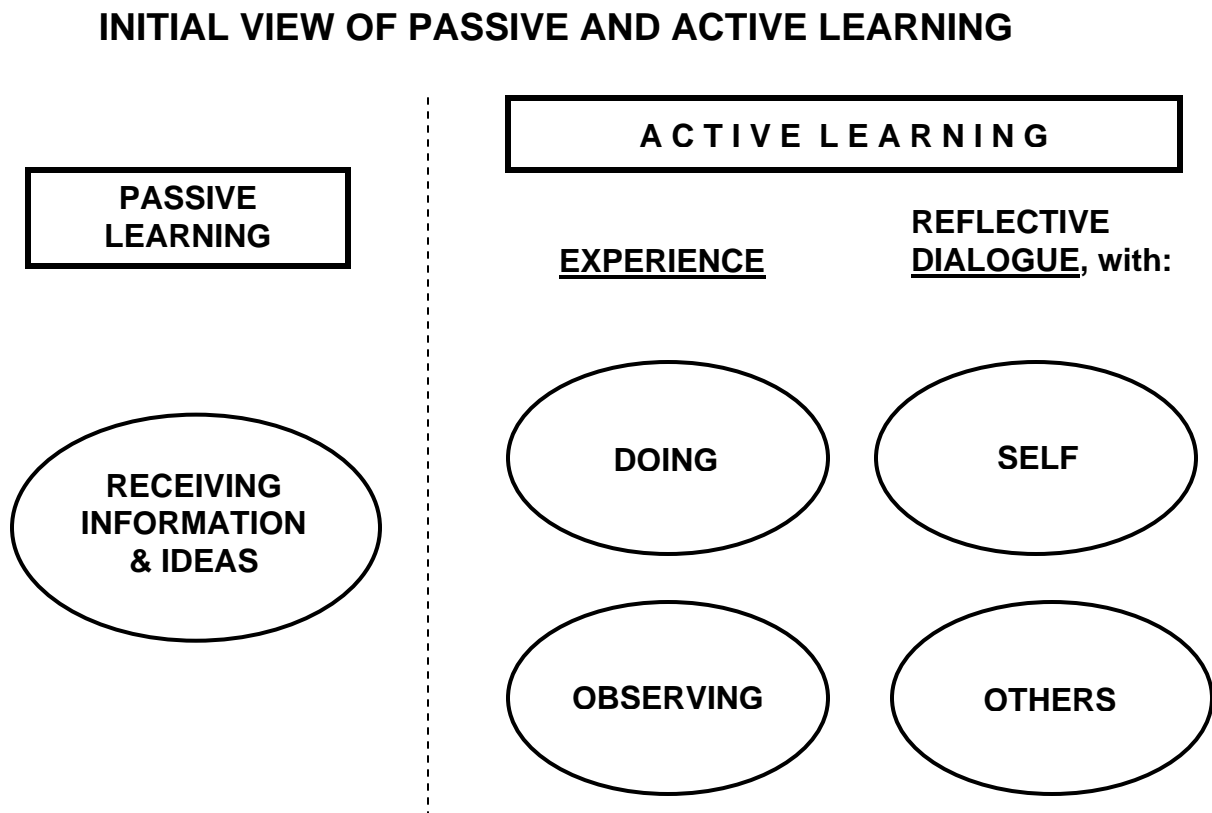 INITIAL VIEW OF PASSIVE AND ACTIVE LEARNING
PASSIVE
LEARNING
RECEIVING
INFORMATION
& IDEAS
A C T I V E  L E A R N I N G
EXPERIENCE
DOING
OBSERVING
REFLECTIVE
DIALOGUE, with:
SELF
OTHERS